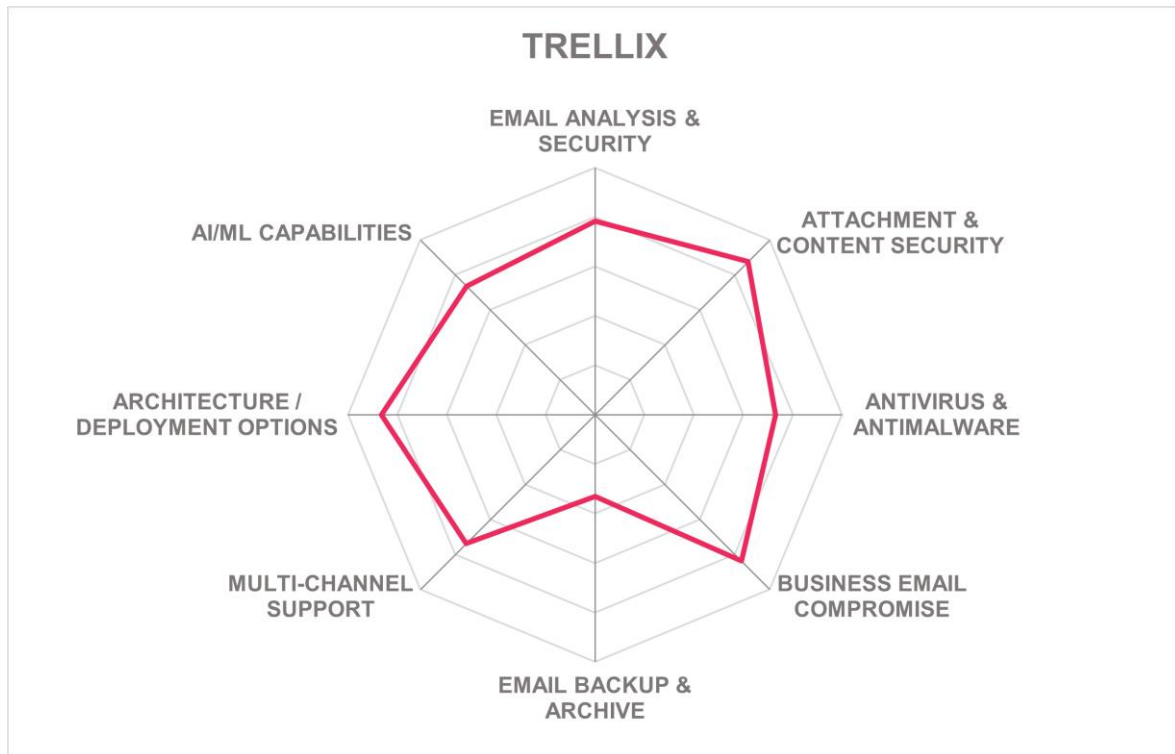 TRELLIX
EMAIL ANALYSIS &
SECURITY
ATTACHMENT &
CONTENT SECURITY
AI/ML CAPABILITIES
ANTIVIRUS &
ANTIMALWARE
ARCHITECTURE /
DEPLOYMENT OPTIONS
BUSINESS EMAIL
COMPROMISE
MULTI-CHANNEL
SUPPORT
EMAIL BACKUP &
ARCHIVE